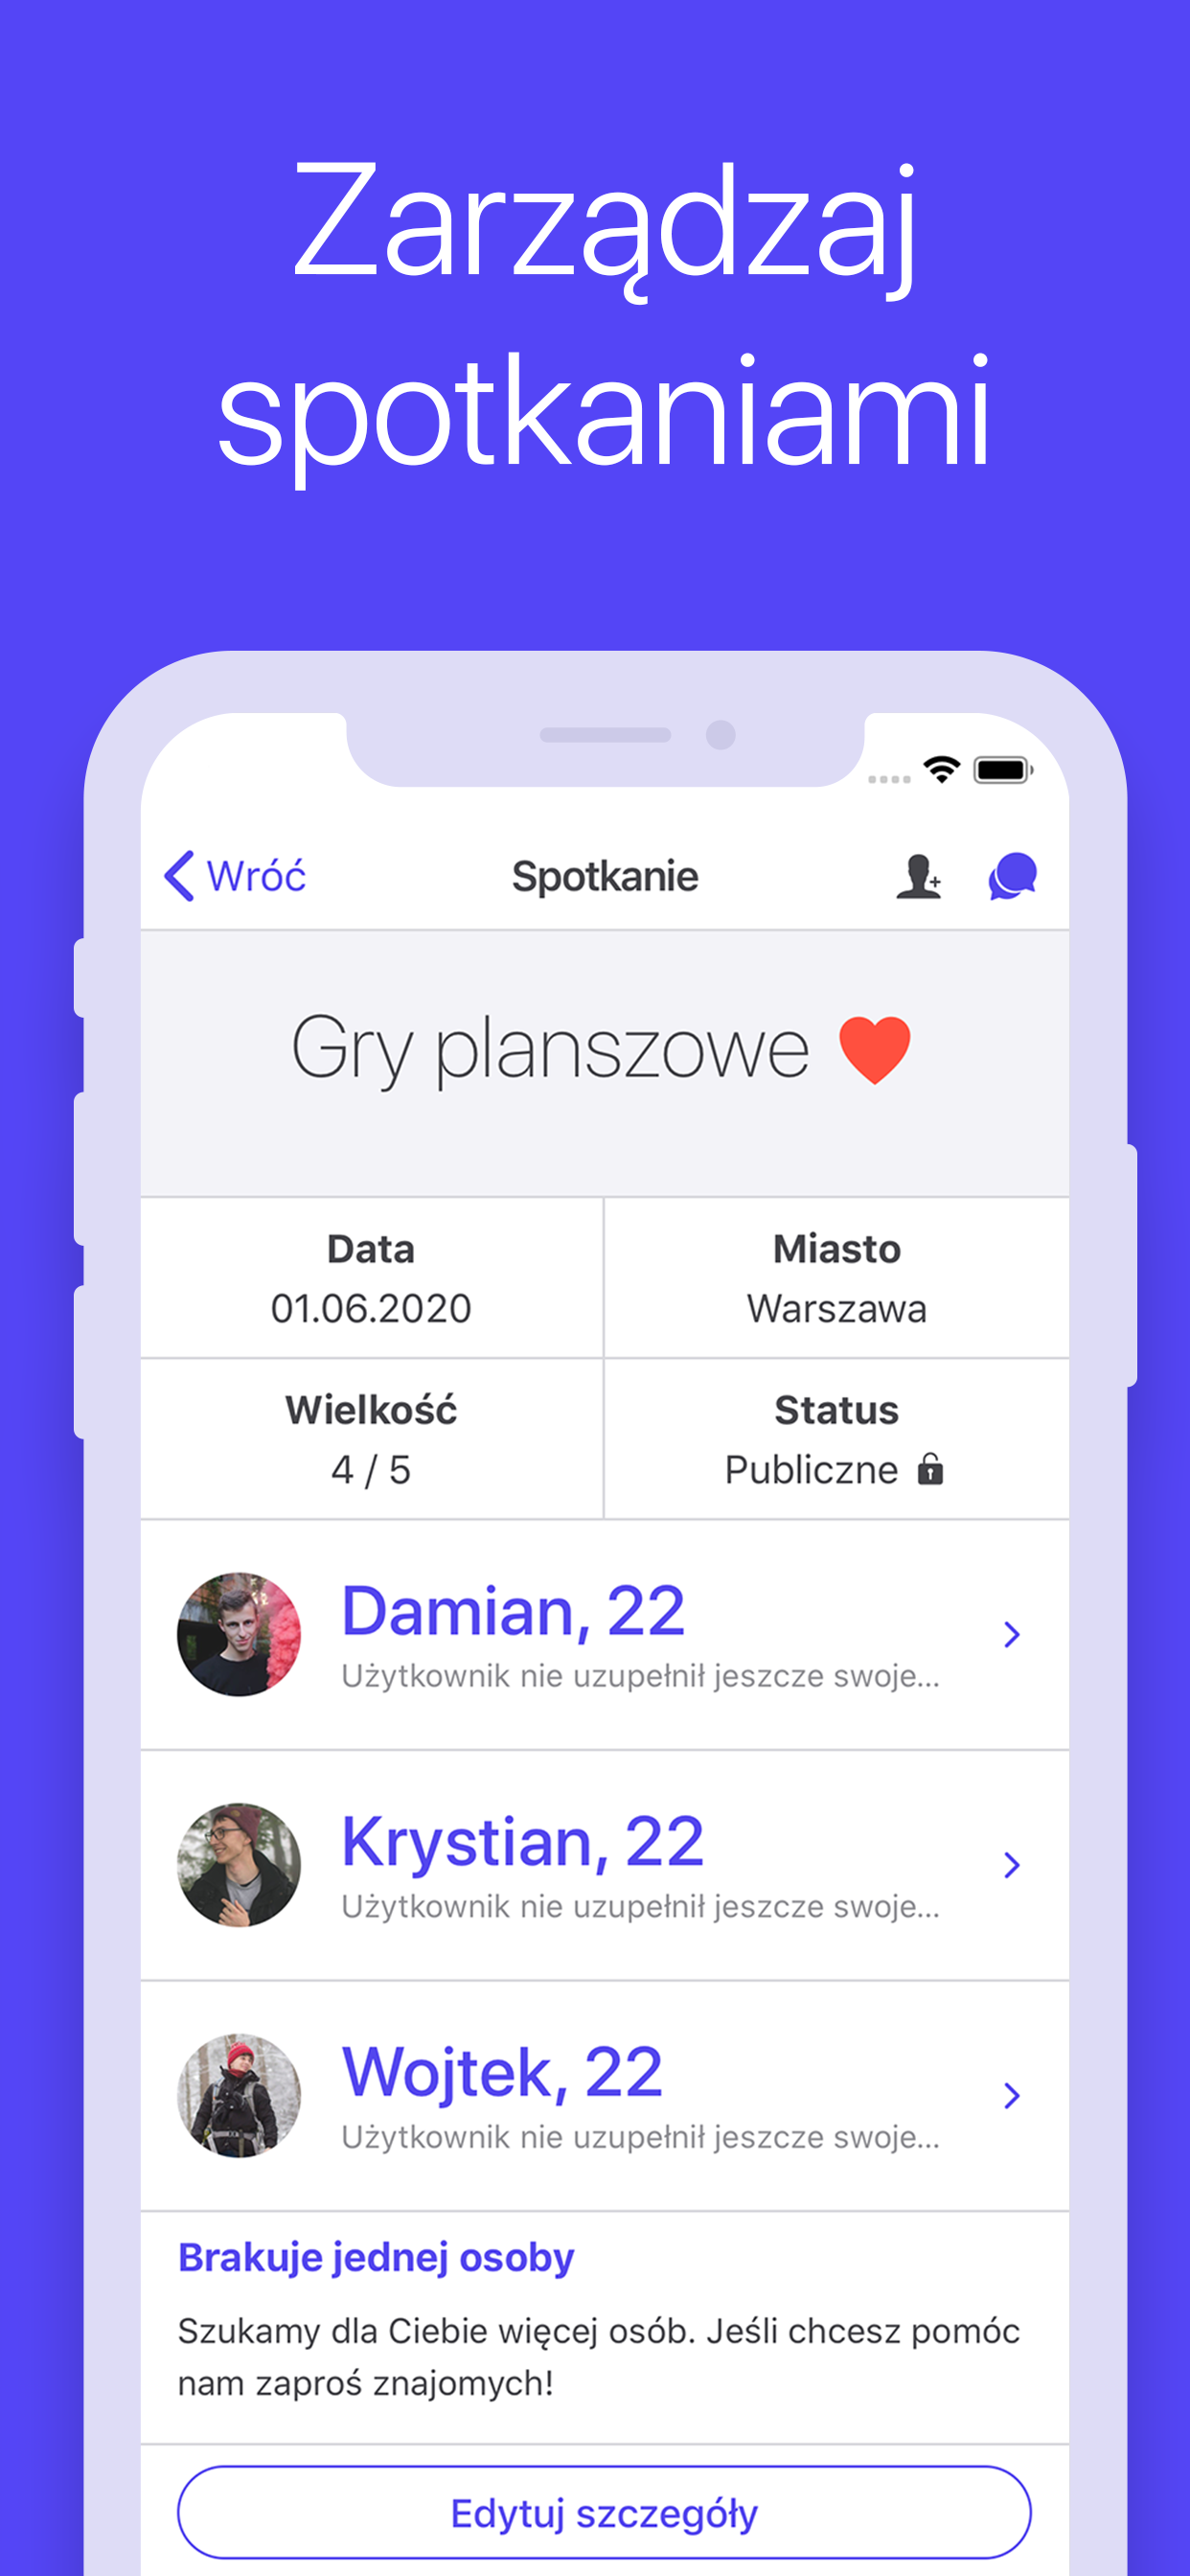 Zarządzaj
spotkaniami
Wróć
Spotkanie
Gry planszowe ❤️
Data
01.06.2020
Miasto
Warszawa
Wielkość
4 / 5
Status
Publiczne
Damian, 22
Użytkownik nie uzupełnił jeszcze swoje...
Krystian, 22
Użytkownik nie uzupełnił jeszcze swoje...
Wojtek, 22
Użytkownik nie uzupełnił jeszcze swoje...
Brakuje jednej osoby
Szukamy dla Ciebie więcej osób. Jeśli chcesz pomóc
nam zaproś znajomych!
Edytuj szczegóły